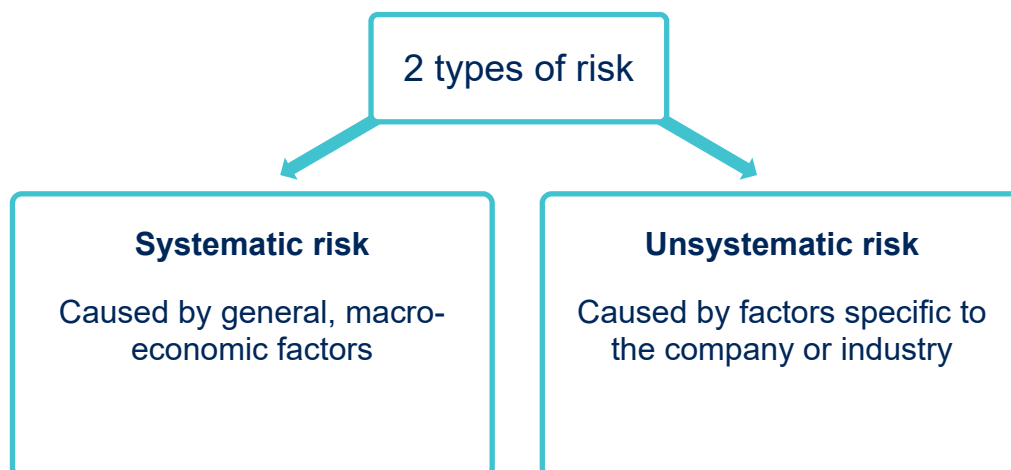 2 types of risk
Systematic risk
Caused by general, macro-
economic factors
Unsystematic risk
Caused by factors specific to
the company or industry